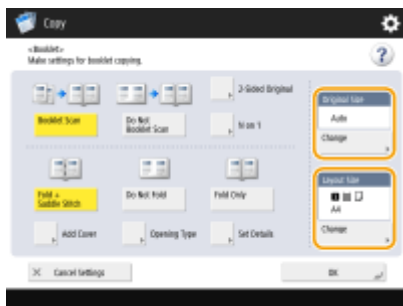 Copy
<Booklet>
Make settings for booklet copying.
?
2-Sided Original
Booklet Scan
Do Not
Booklet Scan
N on 1
Original Size
Auto
Change
Fold +
Saddle Stitch
Do Not Fold
Fold Only
Layout Size
A4
Change
Add Cover
Opening Type
Set Details
Cancel Settings
OK